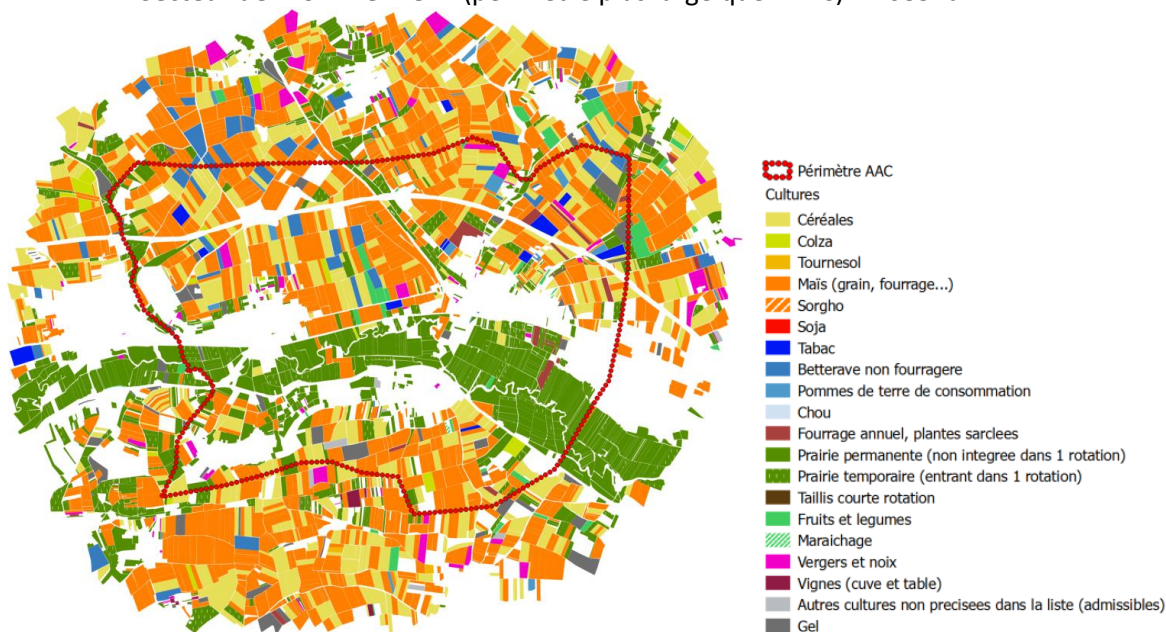 Périmètre AAC
Cultures
Céréales
Colza
Tournesol
Maïs (grain, fourrage...)
Sorgho
Soja
Tabac
Betterave non fourragere
Pommes de terre de consommation
Chou
Fourrage annuel, plantes sarclees
Prairie permanente (non integree dans 1 rotation)
Prairie temporaire (entrant dans 1 rotation)
Taillis courte rotation
Fruits et legumes
Maraichage
Vergers et noix
Vignes (cuve et table)
Autres cultures non precisees dans la liste (admissibles)
Gel